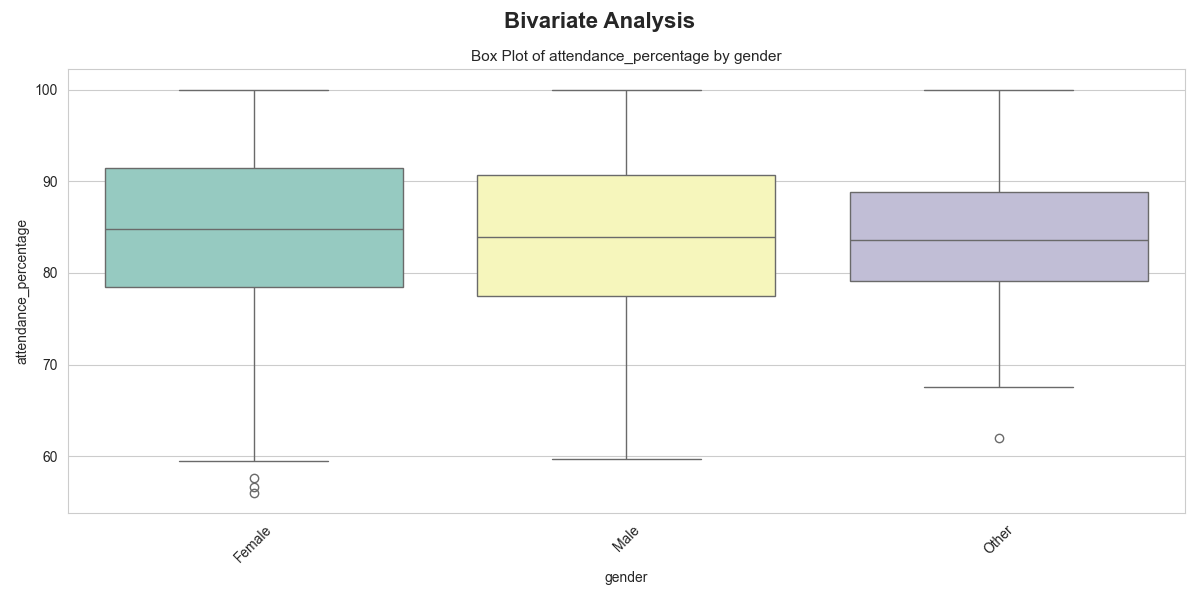 Bivariate Analysis
Box Plot of attendance_percentage by gender
100
90
80
70
60
attendance_percentage
Female
Male
Other
gender